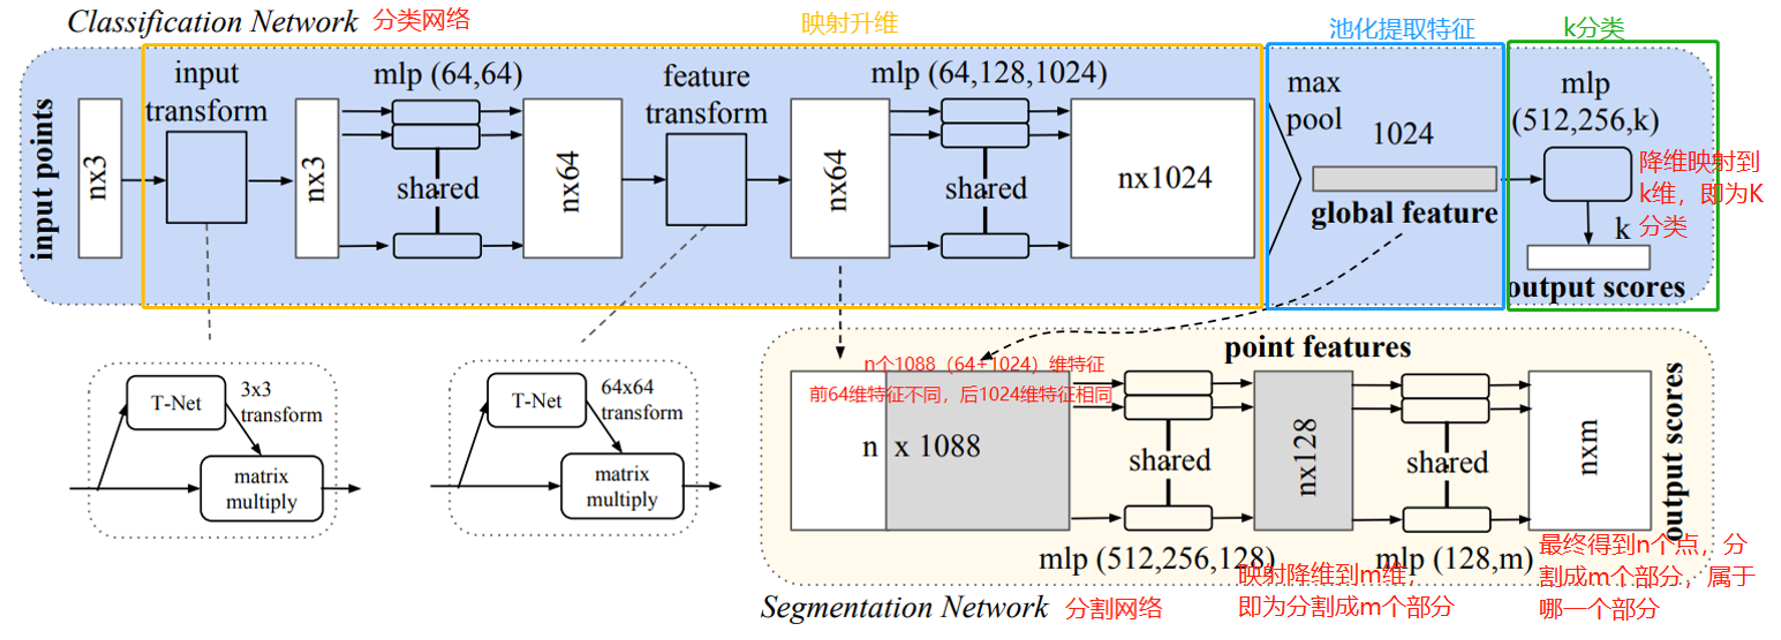 Classification Network 分类网络
映射升维
池化提取特征
k分类
input points
nx3
input
transform
nx3
mlp (64,64)
shared
nx64
feature
transform
nx64
mlp (64,128,1024)
shared
nx1024
max
pool
1024
global feature
mlp
(512,256,k)
降维映射到
k维，即为K
分类
k
output scores
T-Net
3x3
transform
matrix
multiply
T-Net
64x64
transform
matrix
multiply
point features
n个1088（64+1024）维特征
前64维特征不同，后1024维特征相同
n x 1088
shared
mlp (512,256,128)
nx128
shared
mlp (128,m)
nxm
output scores
映射降维到m维，
即为分割成m个部分
最终得到n个点，分
割成m个部分，属于
哪一个部分
Segmentation Network 分割网络